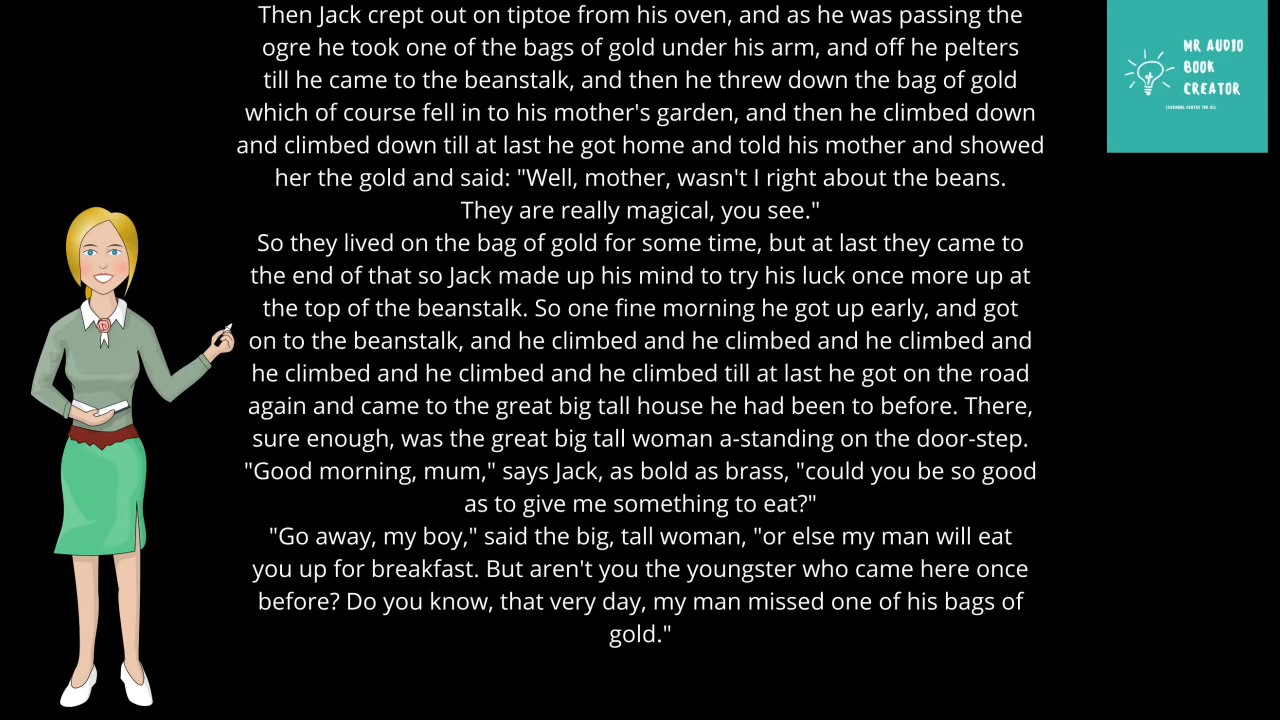 Then Jack crept out on tiptoe from his oven, and as he was passing the
ogre he took one of the bags of gold under his arm, and off he pelters
till he came to the beanstalk, and then he threw down the bag of gold
which of course fell in to his mother's garden, and then he climbed down
and climbed down till at last he got home and told his mother and showed
her the gold and said: "Well, mother, wasn't I right about the beans.
They are really magical, you see."
So they lived on the bag of gold for some time, but at last they came to
the end of that so Jack made up his mind to try his luck once more up at
the top of the beanstalk. So one fine morning he got up early, and got
on to the beanstalk, and he climbed and he climbed and he climbed and
he climbed and he climbed and he climbed till at last he got on the road
again and came to the great big tall house he had been to before. There,
sure enough, was the great big tall woman a-standing on the door-step.
"Good morning, mum," says Jack, as bold as brass, "could you be so good
as to give me something to eat?"
"Go away, my boy," said the big, tall woman, "or else my man will eat
you up for breakfast. But aren't you the youngster who came here once
before? Do you know, that very day, my man missed one of his bags of
gold."
MR AUDIO
BOOK
CREATOR
LEARNING CENTRE FOR ALL